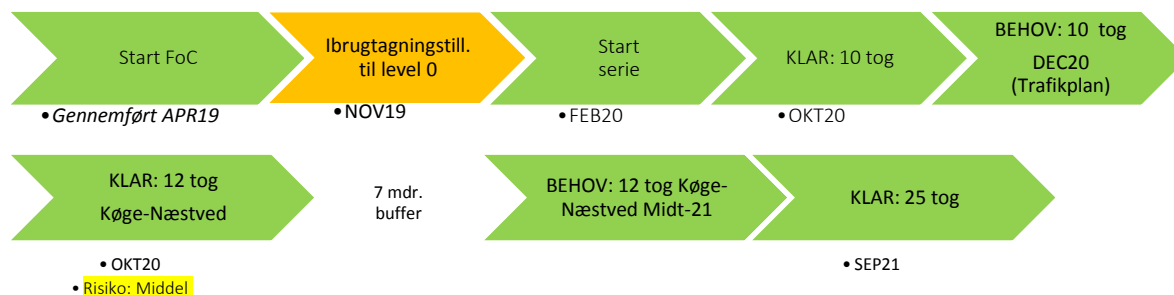 Start FoC
Ibrugtagningstill.
til level 0
Start
serie
KLAR: 10 tog
BEHOV: 10 tog
DEC20
(Trafikplan)
• Gennemført APR19
• NOV19
• FEB20
• OKT20
KLAR: 12 tog
Køge-Næstved
7 mdr.
buffer
BEHOV: 12 tog Køge-
Næstved Midt-21
KLAR: 25 tog
• OKT20
• Risiko: Middel
• SEP21